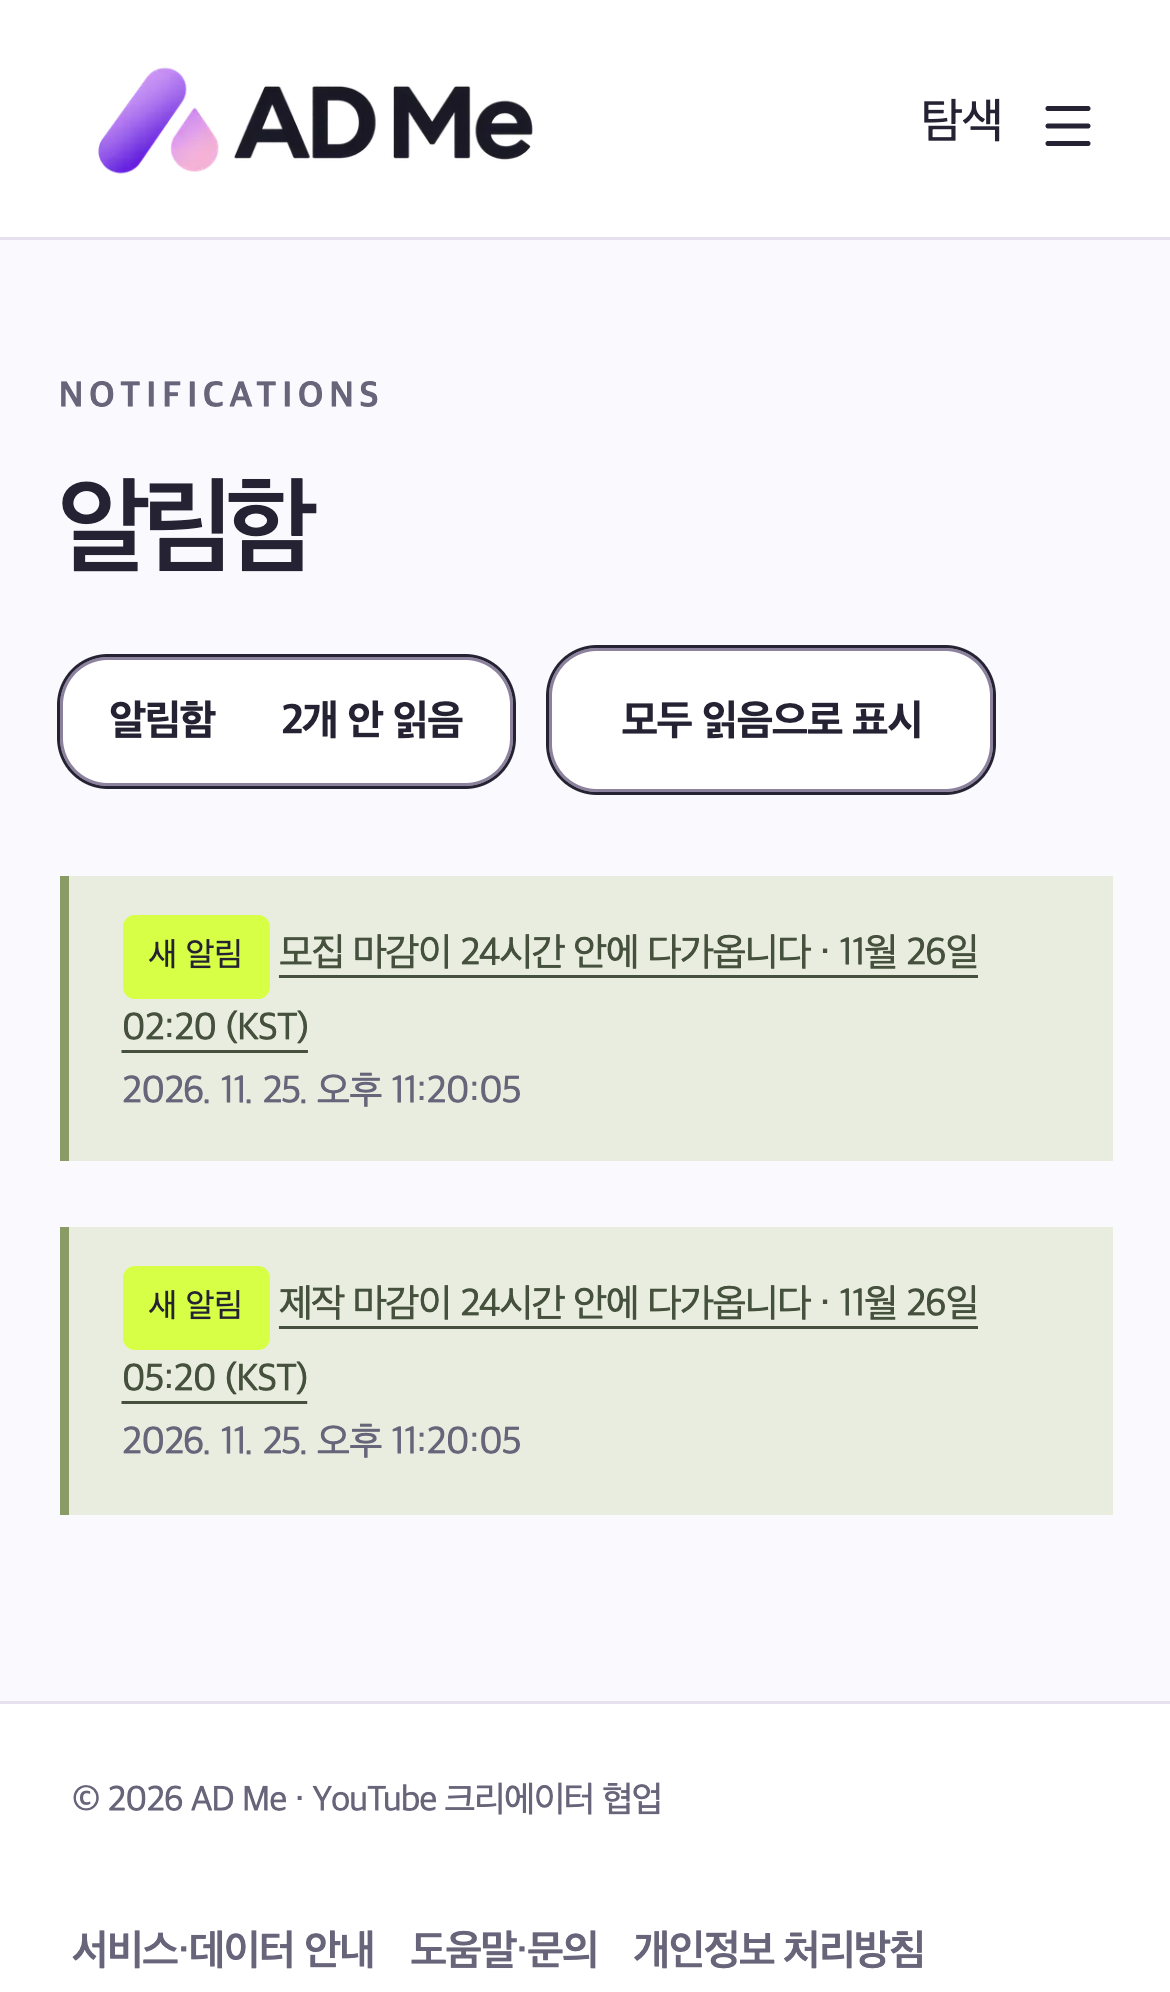 AD Me
탐색
NOTIFICATIONS
알림함
알림함 2개 안 읽음
모두 읽음으로 표시
새 알림 모집 마감이 24시간 안에 다가옵니다 · 11월 26일
02:20 (KST)
2026. 11. 25. 오후 11:20:05
새 알림 제작 마감이 24시간 안에 다가옵니다 · 11월 26일
05:20 (KST)
2026. 11. 25. 오후 11:20:05
© 2026 AD Me · YouTube 크리에이터 협업
서비스·데이터 안내 도움말·문의 개인정보 처리방침